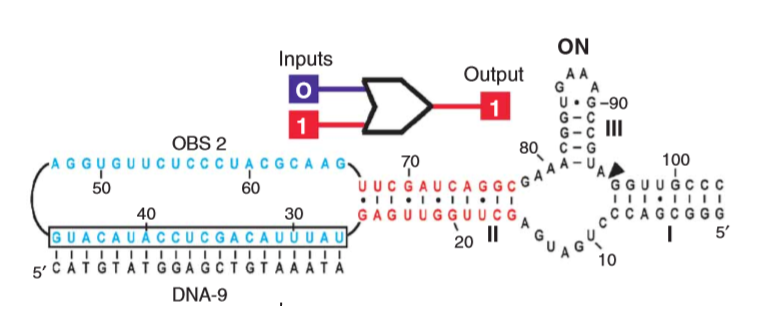 ON
Inputs
Output
0
1
1
A A
G A
U • G -90
G – C
G – C
C – G
A – U
III
OBS 2
A G G U G U U C U C C C U A C G C A A G
50 60
70
80
100
U U C G A U C A G G C G A A A
A G G U U G C C C
G A G U U G G U U C G
C C A G C G G G
5′
20
II
A G U A G U C
10
I
40 30
G U A C A U A C C U C G A C A U U U A U
5′ C A T G T A T G G A G C T G T A A A T A
DNA-9